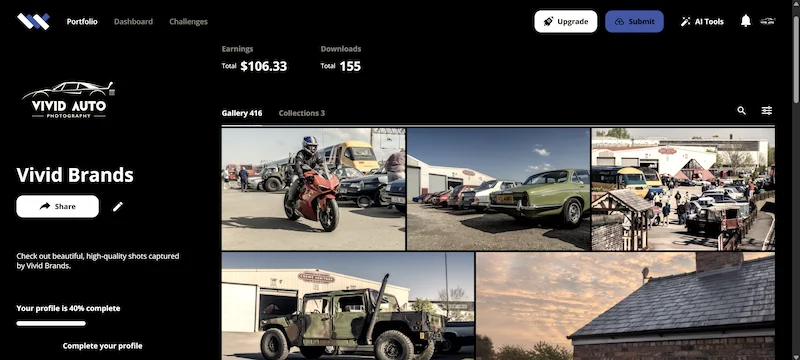 Portfolio
Dashboard
Challenges
Upgrade
Submit
AI Tools
VIVID AUTO
PHOTOGRAPHY
Earnings
Downloads
Total $106.33
Total 155
Gallery 416
Collections 3
Vivid Brands
Share
Check out beautiful, high-quality shots captured
by Vivid Brands.
Your profile is 40% complete
Complete your profile